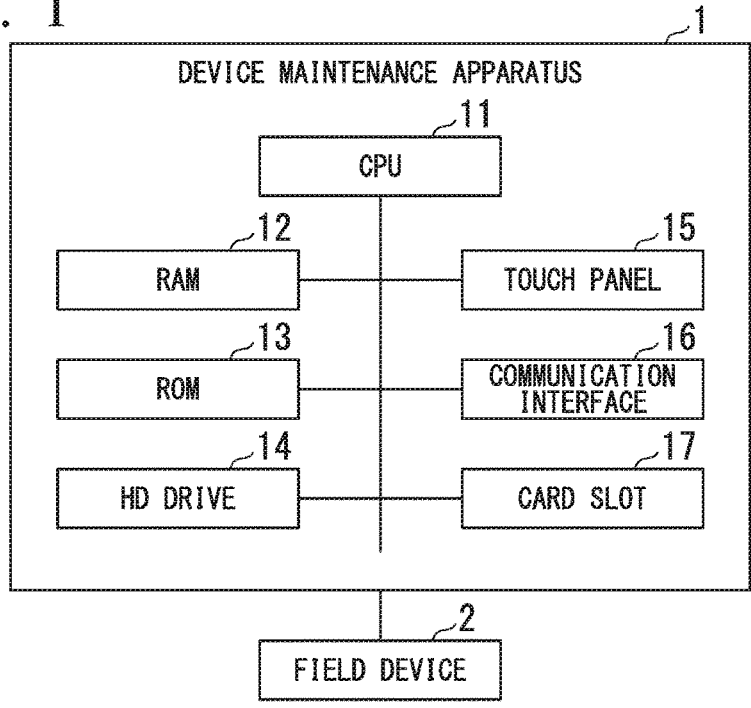 . 1
1
DEVICE MAINTENANCE APPARATUS
11
CPU
12
RAM
15
TOUCH PANEL
13
ROM
16
COMMUNICATION
INTERFACE
14
HD DRIVE
17
CARD SLOT
2
FIELD DEVICE